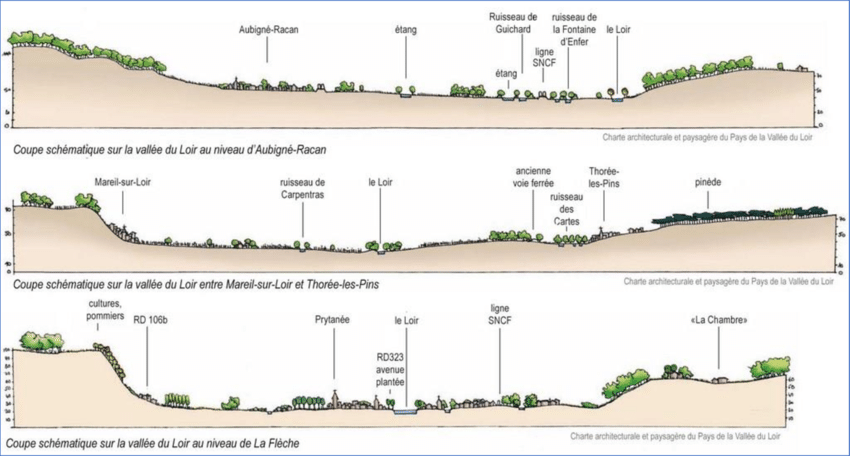 Aubigné-Racan
étang
Ruisseau de
Guichard
étang
ligne
SNCF
ruisseau de
la Fontaine
d'Enfer
le Loir
Charte architecturale et paysagère du Pays de la Vallée du Loir
Coupe schématique sur la vallée du Loir au niveau d'Aubigné-Racan
Mareil-sur-Loir
ruisseau de
Carpentras
le Loir
ancienne
voie ferrée
ruisseau
des
Cartes
Thorée-
les-Pins
pinède
Charte architecturale et paysagère du Pays de la Vallée du Loir
Coupe schématique sur la vallée du Loir entre Mareil-sur-Loir et Thorée-les-Pins
cultures,
pommiers
RD 106b
Prytanée
RD323
avenue
plantée
le Loir
ligne
SNCF
«La Chambre»
Charte architecturale et paysagère du Pays de la Vallée du Loir
Coupe schématique sur la vallée du Loir au niveau de La Flèche